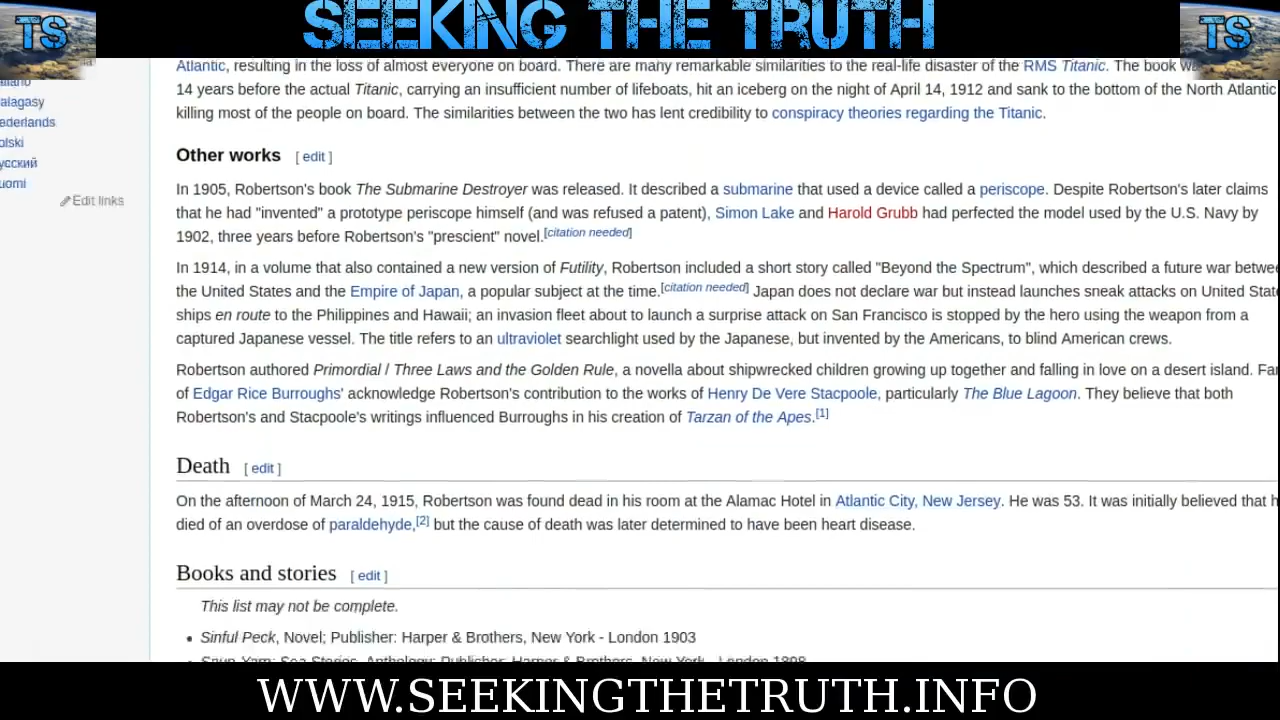 SEEKING THE TRUTH
TS
TS
Atlantic, resulting in the loss of almost everyone on board. There are many remarkable similarities to the real-life disaster of the RMS Titanic. The book
14 years before the actual Titanic, carrying an insufficient number of lifeboats, hit an iceberg on the night of April 14, 1912 and sank to the bottom of the North Atlantic
killing most of the people on board. The similarities between the two has lent credibility to conspiracy theories regarding the Titanic.
alagasy
ederlands
olski
усский
uomi
Edit links
Other works [ edit ]
In 1905, Robertson's book The Submarine Destroyer was released. It described a submarine that used a device called a periscope. Despite Robertson's later claims
that he had "invented" a prototype periscope himself (and was refused a patent), Simon Lake and Harold Grubb had perfected the model used by the U.S. Navy by
1902, three years before Robertson's "prescient" novel.[citation needed]
In 1914, in a volume that also contained a new version of Futility, Robertson included a short story called "Beyond the Spectrum", which described a future war betwee
the United States and the Empire of Japan, a popular subject at the time.[citation needed] Japan does not declare war but instead launches sneak attacks on United State
ships en route to the Philippines and Hawaii; an invasion fleet about to launch a surprise attack on San Francisco is stopped by the hero using the weapon from a
captured Japanese vessel. The title refers to an ultraviolet searchlight used by the Japanese, but invented by the Americans, to blind American crews.
Robertson authored Primordial / Three Laws and the Golden Rule, a novella about shipwrecked children growing up together and falling in love on a desert island. Fan
of Edgar Rice Burroughs' acknowledge Robertson's contribution to the works of Henry De Vere Stacpoole, particularly The Blue Lagoon. They believe that both
Robertson's and Stacpoole's writings influenced Burroughs in his creation of Tarzan of the Apes.[1]
Death [ edit ]
On the afternoon of March 24, 1915, Robertson was found dead in his room at the Alamac Hotel in Atlantic City, New Jersey. He was 53. It was initially believed that h
died of an overdose of paraldehyde,[2] but the cause of death was later determined to have been heart disease.
Books and stories [ edit ]
This list may not be complete.
• Sinful Peck, Novel; Publisher: Harper & Brothers, New York - London 1903
Spun-Yarn: Sea Stories, Anthology; Publisher: Harper & Brothers, New York - London 1898
WWW.SEEKINGTHETRUTH.INFO